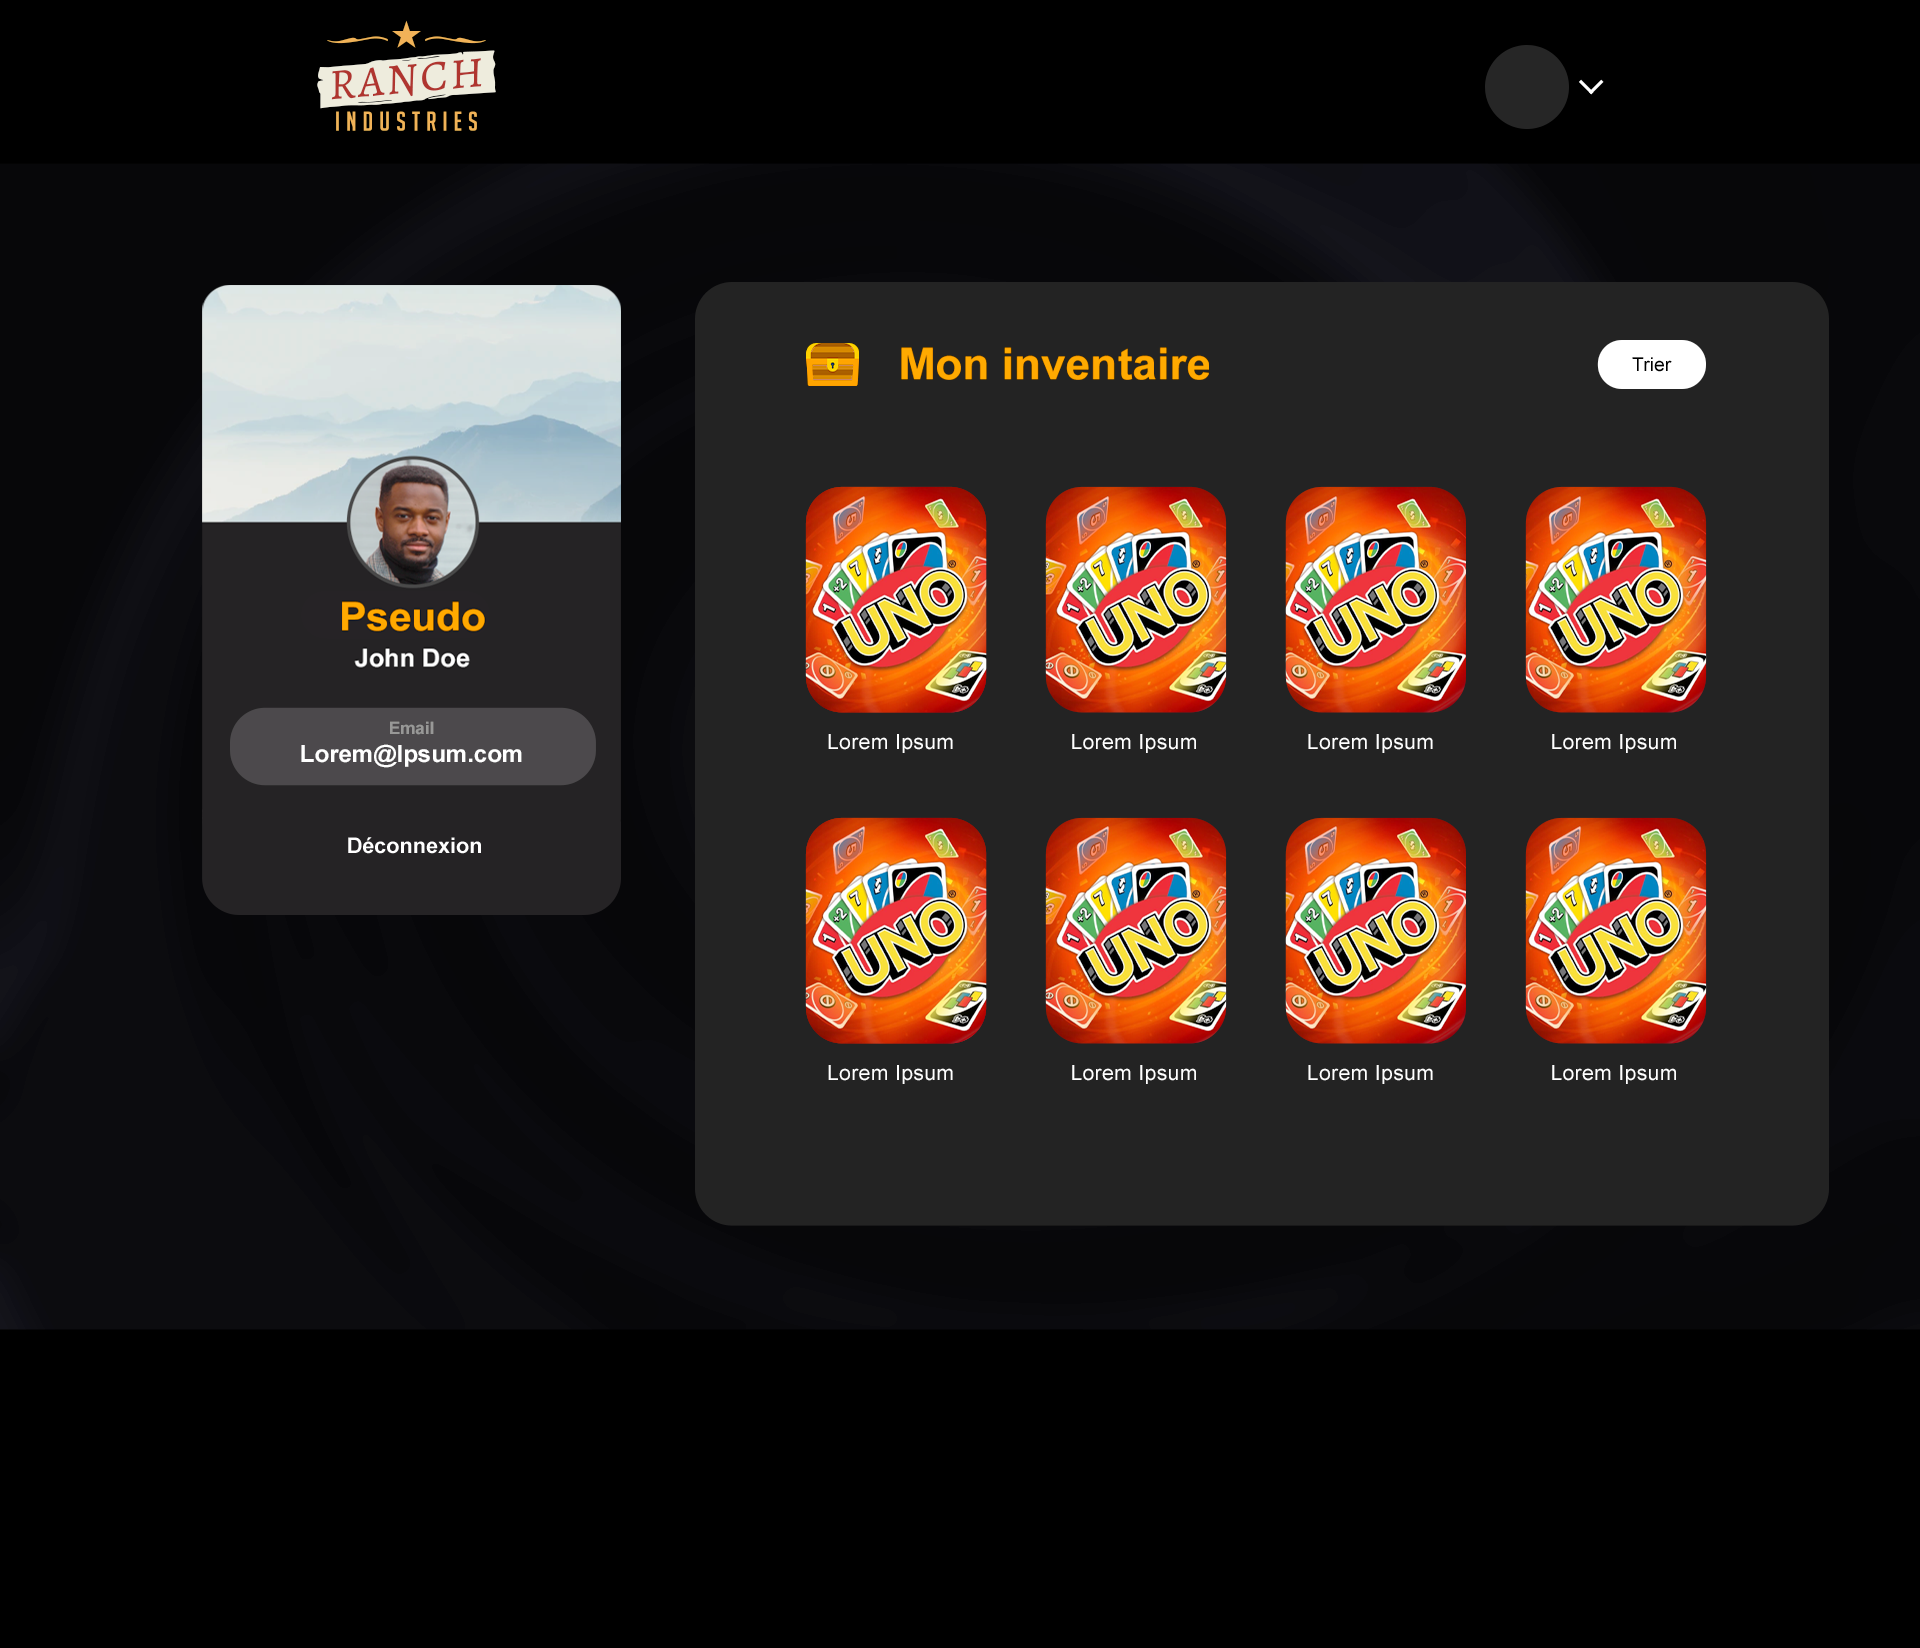 RANCH
INDUSTRIES
Mon inventaire
Trier
Pseudo
John Doe
Email
Lorem@Ipsum.com
Déconnexion
UNO
UNO
UNO
UNO
Lorem Ipsum
Lorem Ipsum
Lorem Ipsum
Lorem Ipsum
UNO
UNO
UNO
UNO
Lorem Ipsum
Lorem Ipsum
Lorem Ipsum
Lorem Ipsum